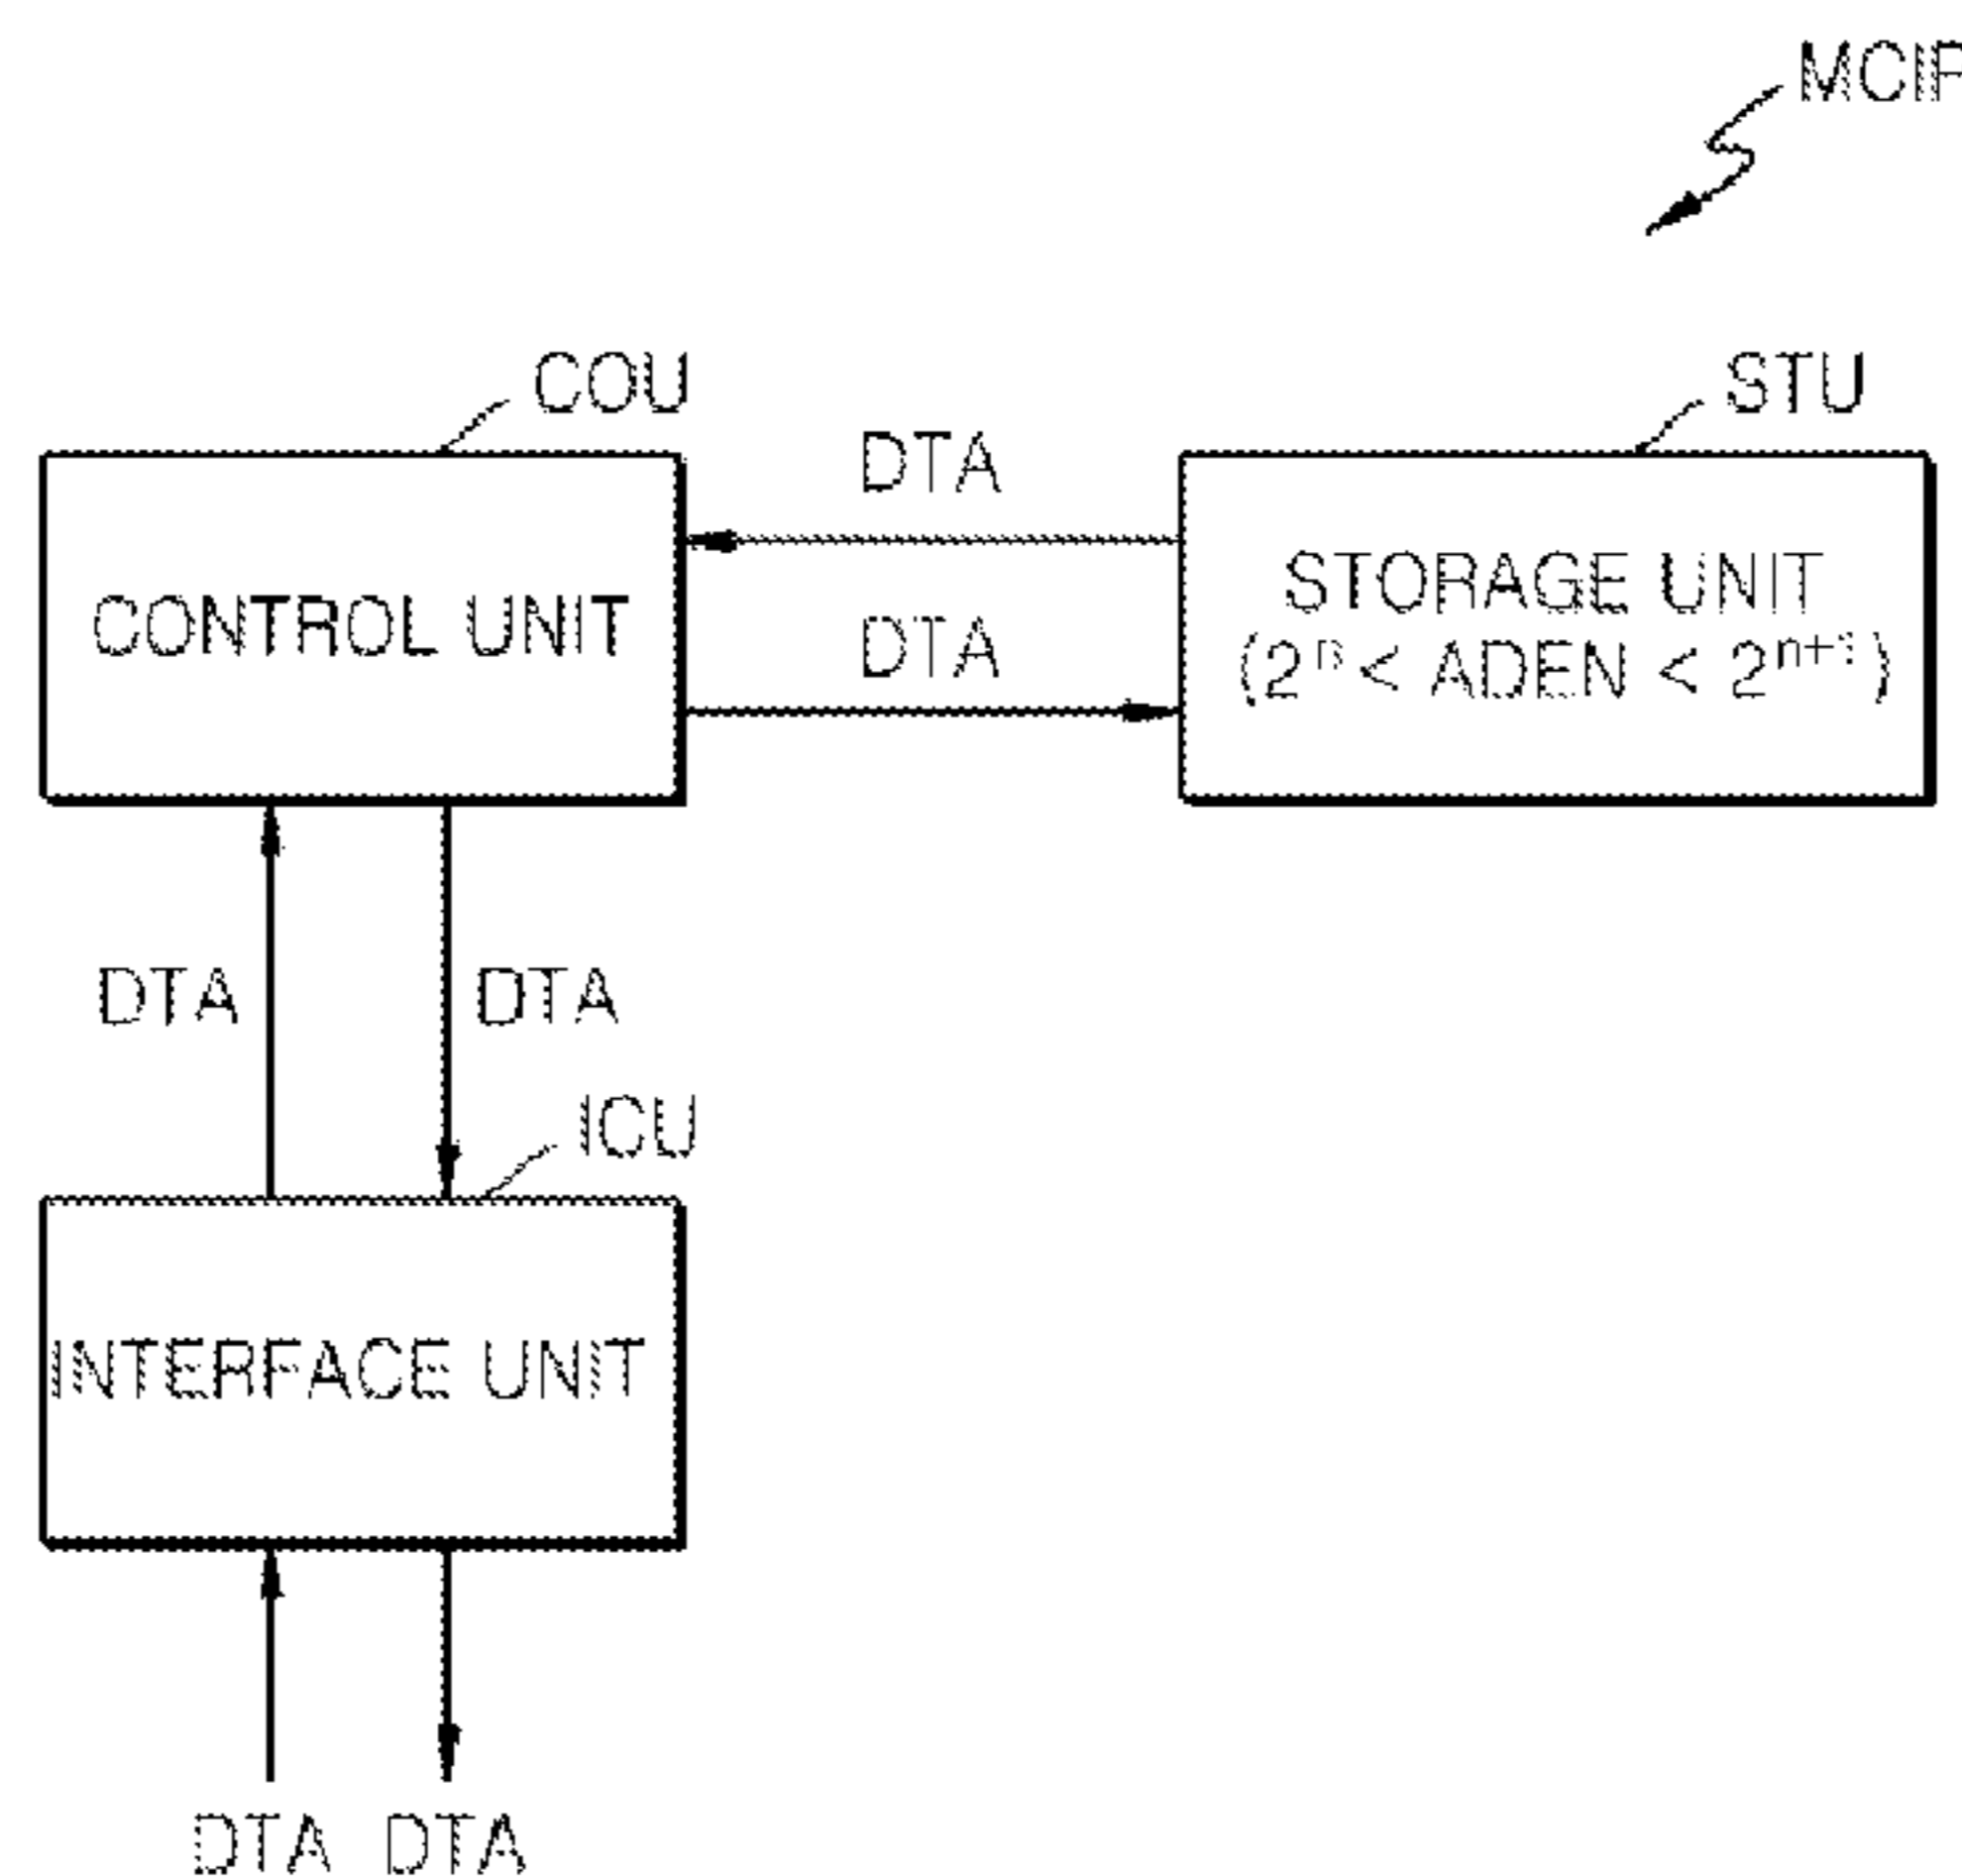 MCIP
COU
STU
DTA
CONTROL UNIT
STORAGE UNIT
(2ⁿ < ADEN < 2ⁿ⁺¹)
DTA
DTA
DTA
ICU
INTERFACE UNIT
DTA
DTA